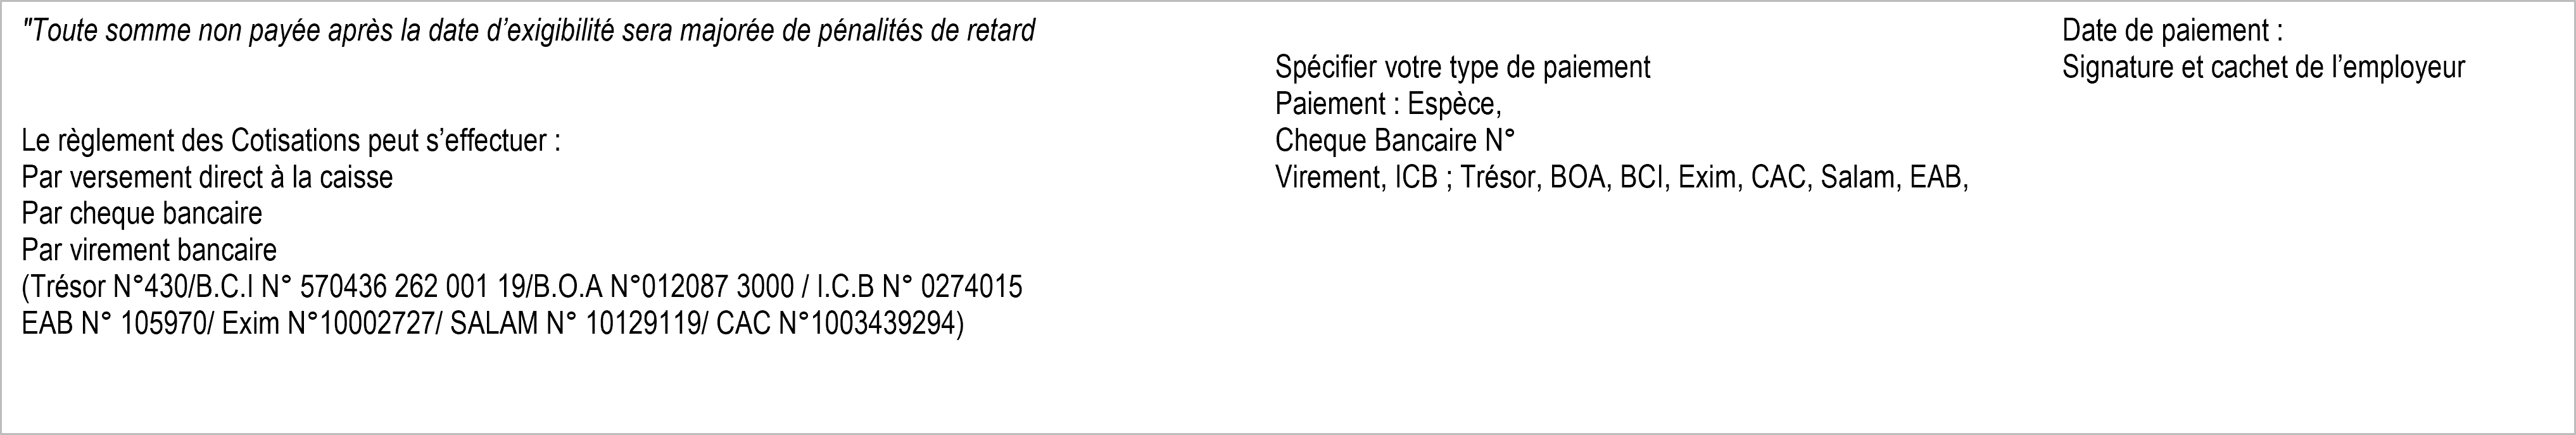 "Toute somme non payée après la date d’exigibilité sera majorée de pénalités de retard
Le règlement des Cotisations peut s’effectuer :
Par versement direct à la caisse
Par cheque bancaire
Par virement bancaire
(Trésor N°430/B.C.I N° 570436 262 001 19/B.O.A N°012087 3000 / I.C.B N° 0274015
EAB N° 105970/ Exim N°10002727/ SALAM N° 10129119/ CAC N°1003439294)
Spécifier votre type de paiement
Paiement : Espèce,
Cheque Bancaire N°
Virement, ICB ; Trésor, BOA, BCI, Exim, CAC, Salam, EAB,
Date de paiement :
Signature et cachet de l’employeur